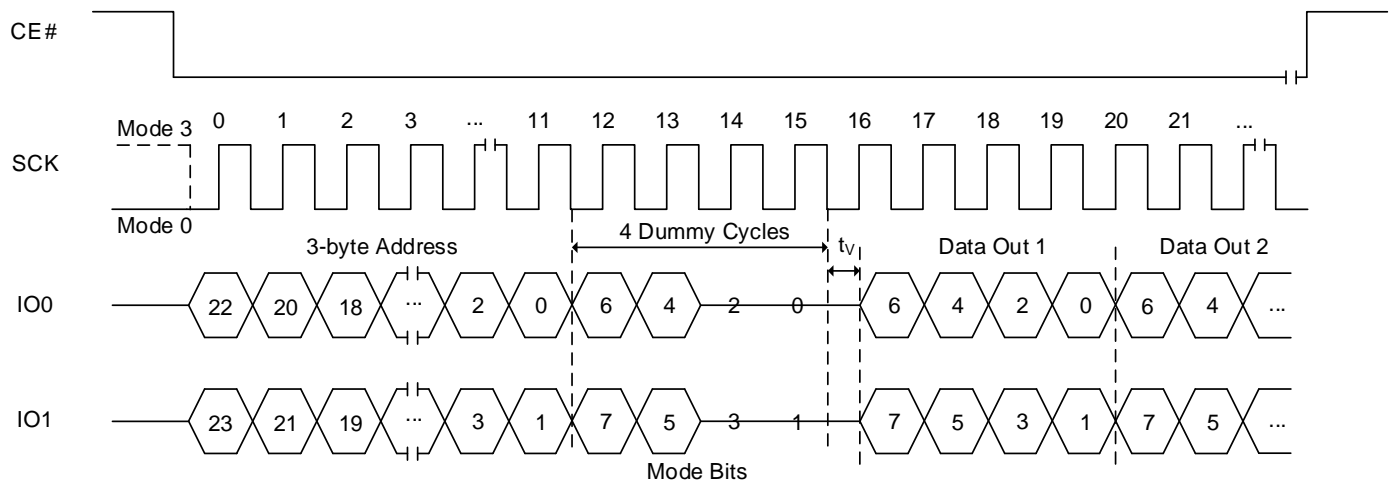 CE#
Mode 3 0 1 2 3 ... 11 12 13 14 15 16 17 18 19 20 21 ...
SCK
Mode 0
3-byte Address 4 Dummy Cycles tV Data Out 1 Data Out 2
IO0 22 20 18 ... 2 0 6 4 2 0 6 4 2 0 6 4 ...
IO1 23 21 19 ... 3 1 7 5 3 1 7 5 3 1 7 5 ...
Mode Bits